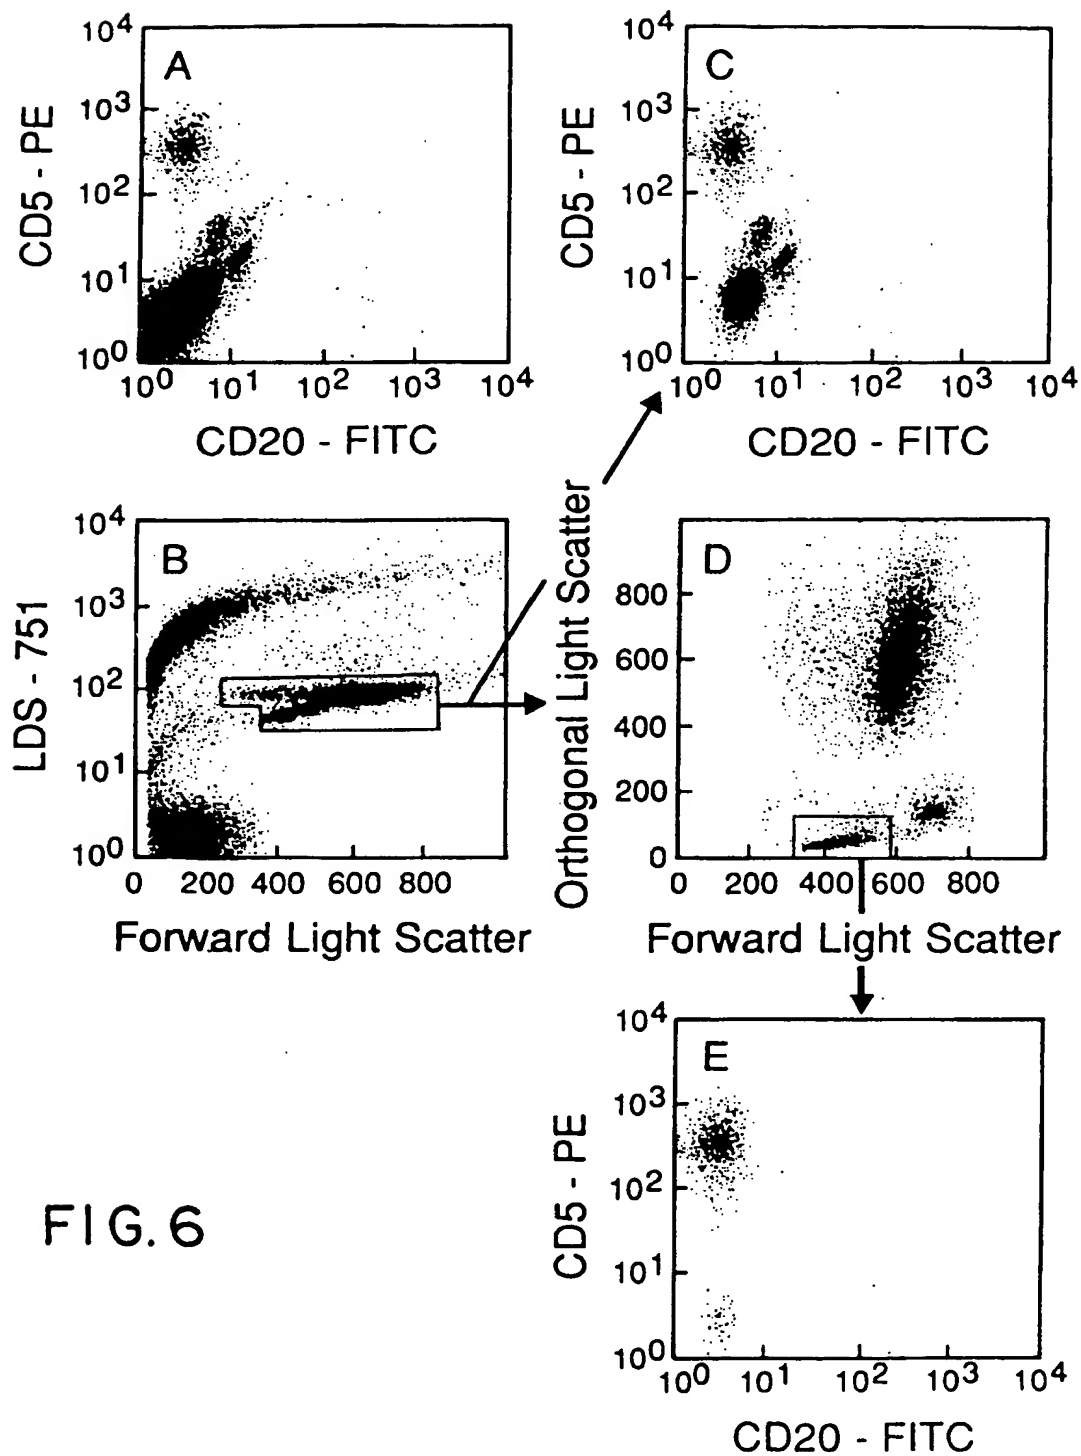 A
CD5 - PE
10⁴
10³
10²
10¹
10⁰
10⁰ 10¹ 10² 10³ 10⁴
CD20 - FITC
C
CD5 - PE
10⁴
10³
10²
10¹
10⁰
10⁰ 10¹ 10² 10³ 10⁴
CD20 - FITC
B
LDS - 751
10⁴
10³
10²
10¹
10⁰
0 200 400 600 800
Forward Light Scatter
D
Orthogonal Light Scatter
800
600
400
200
0
0 200 400 600 800
Forward Light Scatter
E
CD5 - PE
10⁴
10³
10²
10¹
10⁰
10⁰ 10¹ 10² 10³ 10⁴
CD20 - FITC
FIG. 6